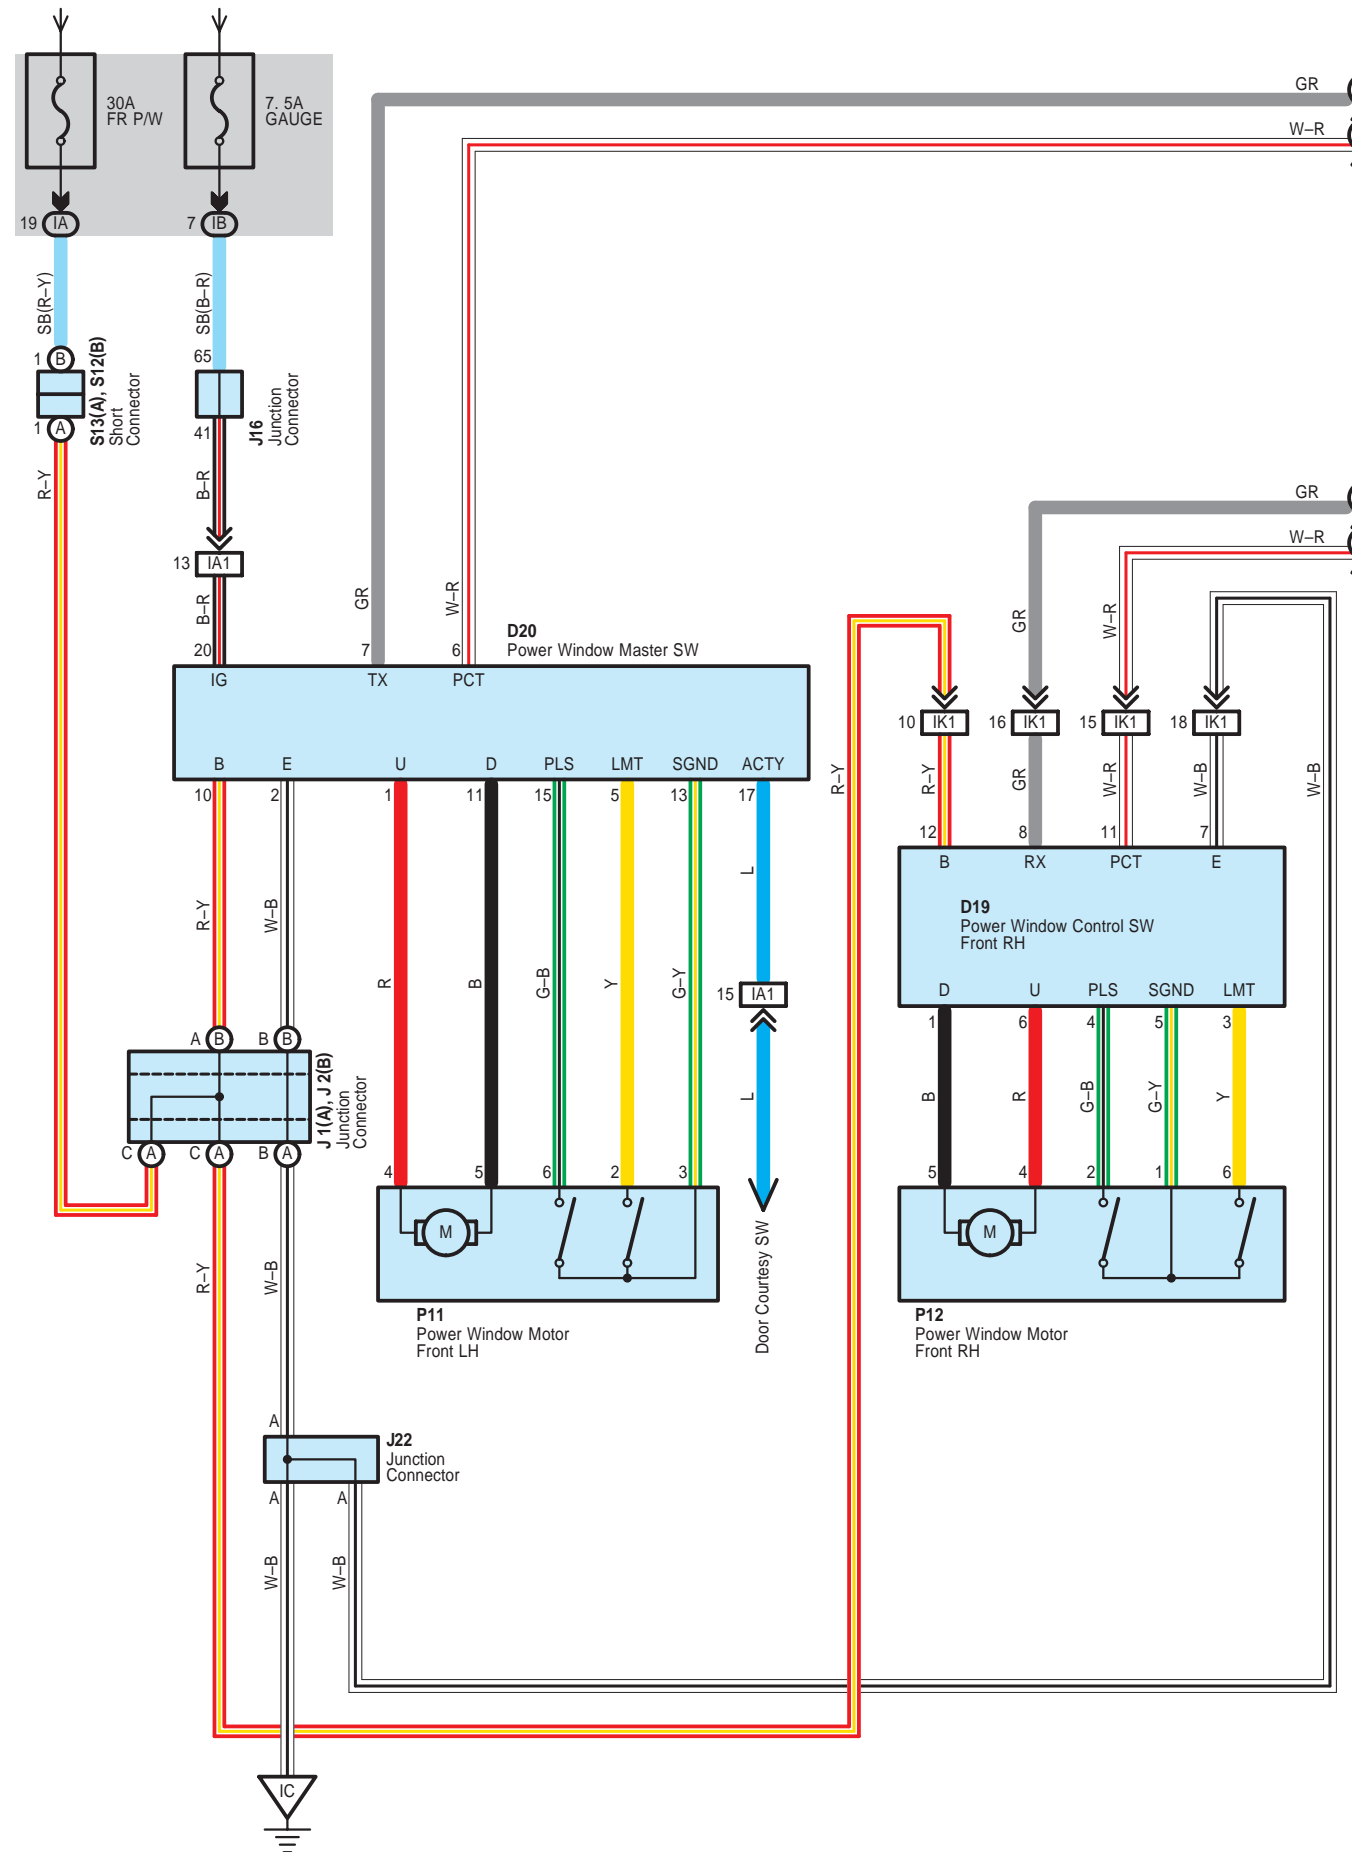 30A
FR P/W
7. 5A
GAUGE
GR
W–R
19 IA
7 IB
SB(R–Y)
SB(B–R)
1 B
65
S13(A), S12(B)
Short
Connector
J16
Junction
Connector
1 A
41
R–Y
B–R
GR
W–R
13 IA1
B–R
GR
W–R
D20
Power Window Master SW
20
7
6
IG
TX
PCT
GR
W–R
10 IK1
16 IK1
15 IK1
18 IK1
B
E
U
D
PLS
LMT
SGND
ACTY
10
2
1
11
15
5
13
17
R–Y
R–Y
GR
W–R
W–B
W–B
12
8
11
7
B
RX
PCT
E
D19
Power Window Control SW
Front RH
L
R–Y
W–B
R
B
G–B
Y
G–Y
15 IA1
D
U
PLS
SGND
LMT
1
6
4
5
3
A B
B B
J 1(A), J 2(B)
Junction
Connector
L
B
R
G–B
G–Y
Y
C A
C A
B A
4
5
6
2
3
5
4
2
1
6
M
M
Door Courtesy SW
R–Y
W–B
P11
Power Window Motor
Front LH
P12
Power Window Motor
Front RH
A
J22
Junction
Connector
A
A
W–B
W–B
IC